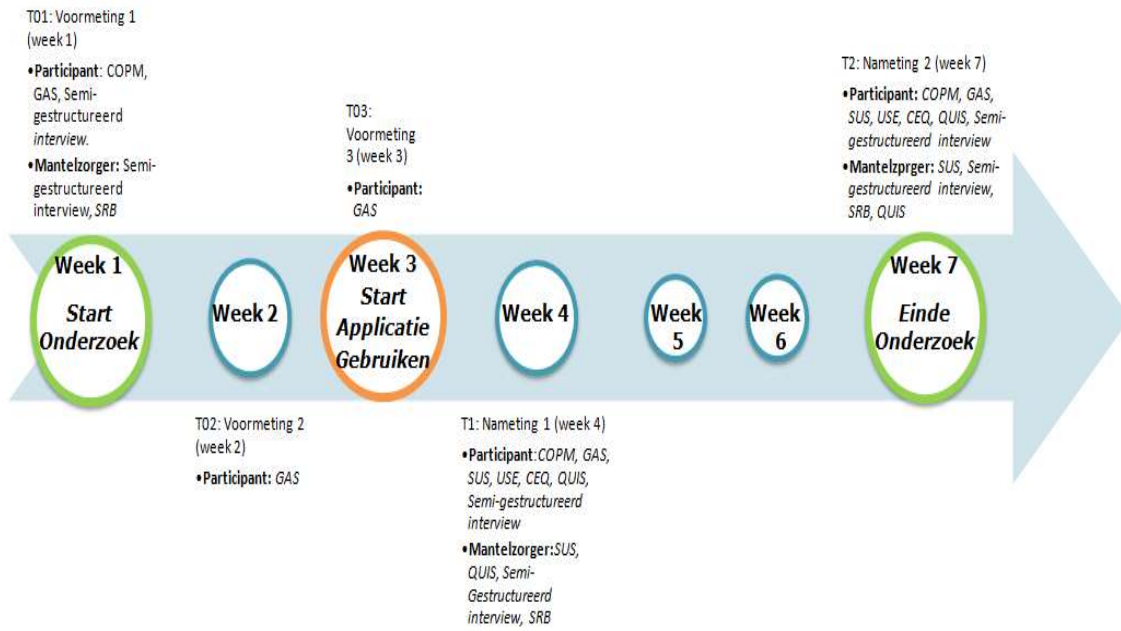 T01: Voormeting 1
(week 1)
•Participant: COPM,
GAS, Semi-
gestructureerd
interview.
•Mantelzorger: Semi-
gestructureerd
interview, SRB
T03:
Voormeting
3 (week 3)
•Participant:
GAS
T2: Nameting 2 (week 7)
•Participant: COPM, GAS,
SUS, USE, CEQ, QUIS, Semi-
gestructureerd interview
•Mantelzprger: SUS, Semi-
gestructureerd interview,
SRB, QUIS
Week 1
Start
Onderzoek
Week 2
Week 3
Start
Applicatie
Gebruiken
Week 4
Week
5
Week
6
Week 7
Einde
Onderzoek
T02: Voormeting 2
(week 2)
•Participant: GAS
T1: Nameting 1 (week 4)
•Participant:COPM, GAS,
SUS, USE, CEQ, QUIS,
Semi-gestructureerd
interview
•Mantelzorger:SUS,
QUIS, Semi-
Gestructureerd
interview, SRB